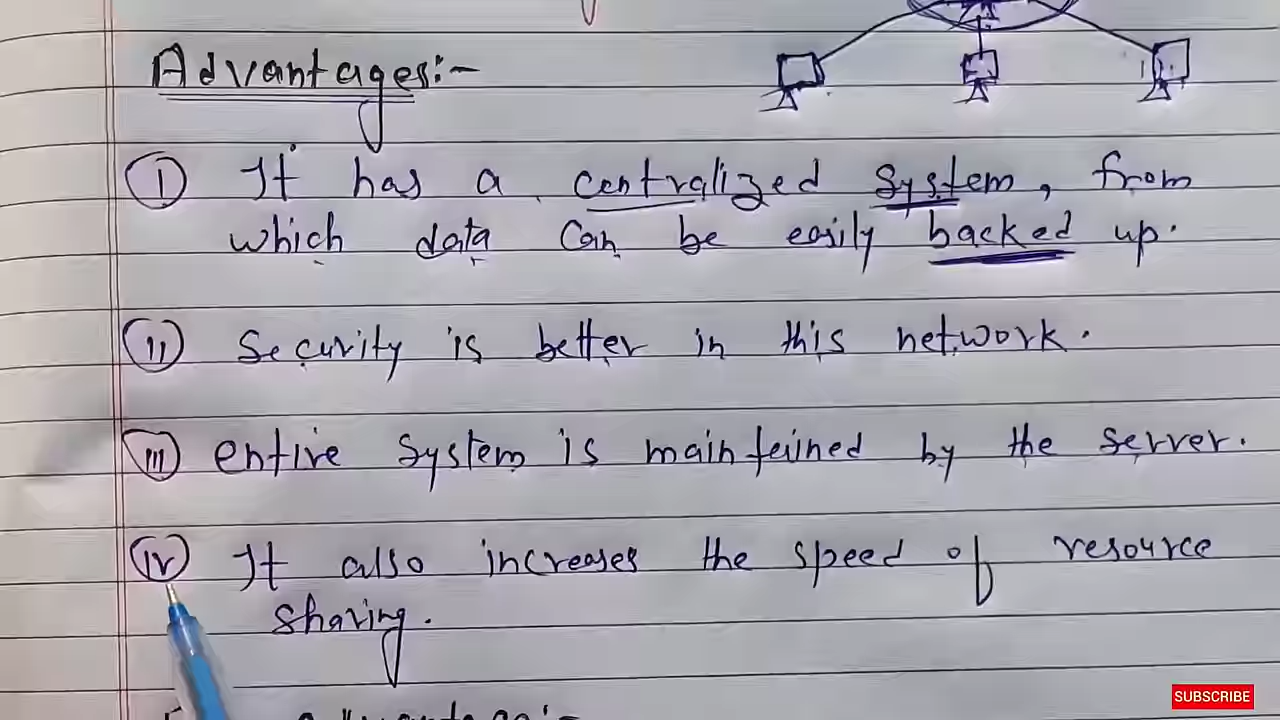 Advantages:-
(I) It has a centralized system, from
which data can be easily backed up.
(II) Security is better in this network.
(III) entire system is maintained by the server.
(IV) It also increases the speed of resource
sharing.
SUBSCRIBE